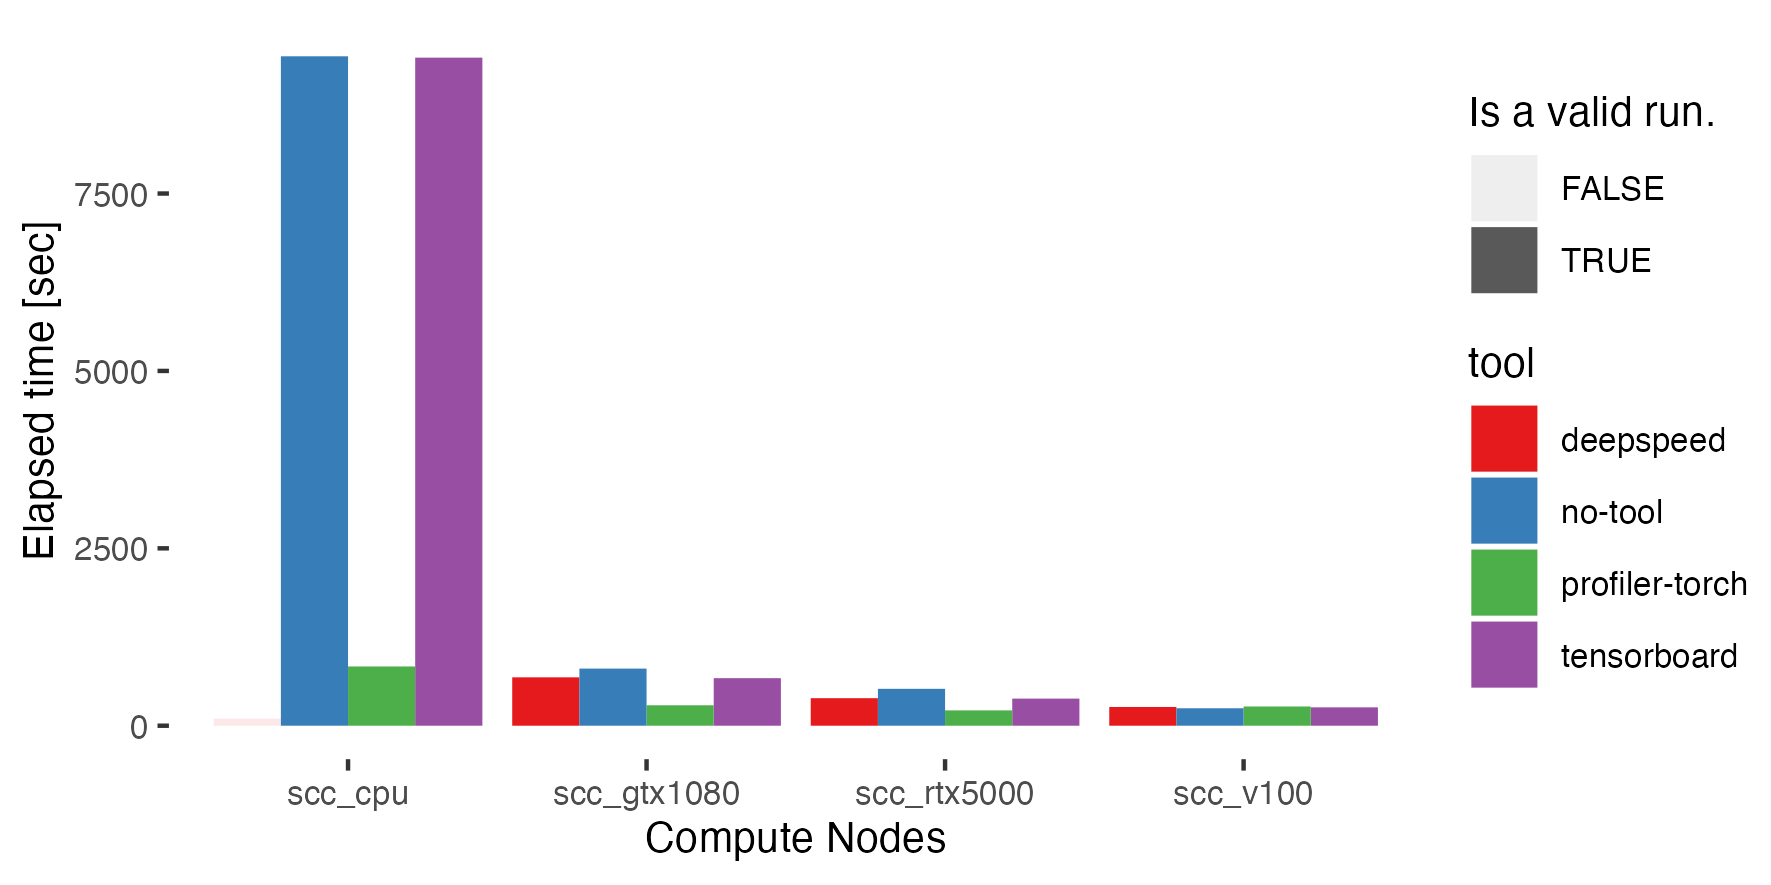 Elapsed time [sec]
7500
5000
2500
0
scc_cpu
scc_gtx1080
scc_rtx5000
scc_v100
Compute Nodes
Is a valid run.
FALSE
TRUE
tool
deepspeed
no-tool
profiler-torch
tensorboard